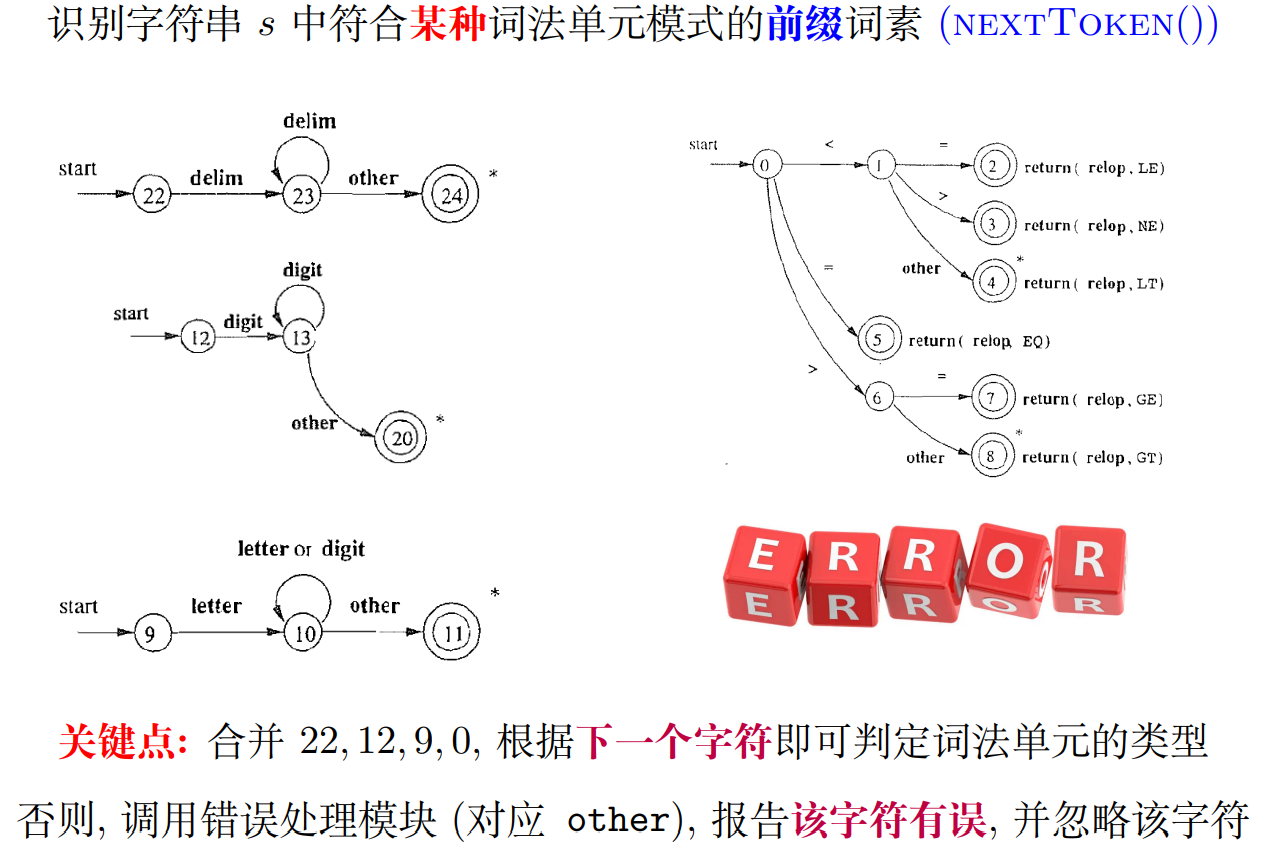 识别字符串 s 中符合某种词法单元模式的前缀词素 (NEXTTOKEN())
delim
start
delim
other
22
23
24
*
digit
start
digit
12
13
other
20
*
letter or digit
start
letter
other
9
10
11
*
start
0
<
1
=
2
return( relop, LE)
>
3
return( relop, NE)
other
4
*
return( relop, LT)
=
5
return( relop, EQ)
>
6
=
7
return( relop, GE)
other
8
*
return( relop, GT)
E R R O R
E R R O R
关键点: 合并 22, 12, 9, 0, 根据下一个字符即可判定词法单元的类型
否则, 调用错误处理模块 (对应 other), 报告该字符有误, 并忽略该字符